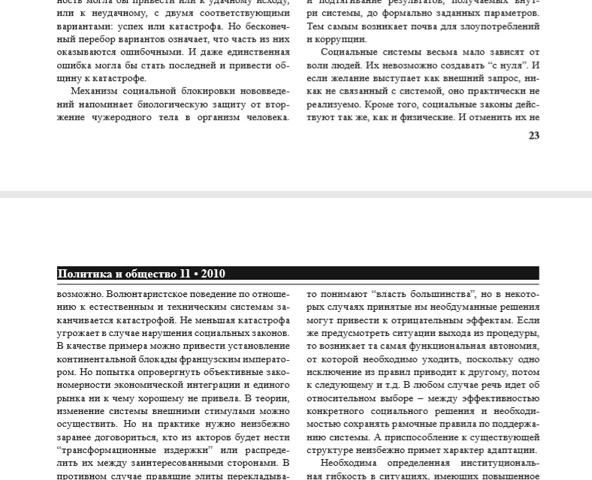 ность могла бы привести или к удачному исходу,
или к неудачному, с двумя соответствующими
вариантами: успех или катастрофа. Но бесконеч-
ный перебор вариантов означает, что часть из них
оказываются ошибочными. И даже единственная
ошибка могла бы стать последней и привести об-
щину к катастрофе.
Механизм социальной блокировки нововведе-
ний напоминает биологическую защиту от втор-
жение чужеродного тела в организм человека.
и подтягивание результатов, получаемых внут-
ри системы, до формально заданных параметров.
Тем самым возникает почва для злоупотреблений
и коррупции.
Социальные системы весьма мало зависят от
воли людей. Их невозможно создавать “с нуля”. И
если желание выступает как внешний запрос, ни-
как не связанный с системой, оно практически не
реализуемо. Кроме того, социальные законы дейс-
твуют так же, как и физические. И отменить их не
23
Политика и общество 11 • 2010
возможно. Волюнтаристское поведение по отноше-
нию к естественным и техническим системам за-
канчивается катастрофой. Не меньшая катастрофа
угрожает в случае нарушения социальных законов.
В качестве примера можно привести установление
континентальной блокады французским императо-
ром. Но попытка опровергнуть объективные зако-
номерности экономической интеграции и единого
рынка ни к чему хорошему не привела. В теории,
изменение системы внешними стимулами можно
осуществить. Но на практике нужно неизбежно
заранее договориться, кто из акторов будет нести
“трансформационные издержки” или распреде-
лить их между заинтересованными сторонами. В
противном случае правящие элиты перекладыва-
то понимают “власть большинства”, но в некото-
рых случаях принятые им необдуманные решения
могут привести к отрицательным эффектам. Если
же предусмотреть ситуации выхода из процедуры,
то возникает та самая функциональная автономия,
от которой необходимо уходить, поскольку одно
исключение из правил приводит к другому, потом
к следующему и т.д. В любом случае речь идет об
относительном выборе – между эффективностью
конкретного социального решения и необходи-
мостью сохранять рамочные правила по поддержа-
нию системы. А приспособление к существующей
структуре неизбежно примет характер адаптации.
Необходима определенная институциональ-
ная гибкость в ситуациях, имеющих повышенное